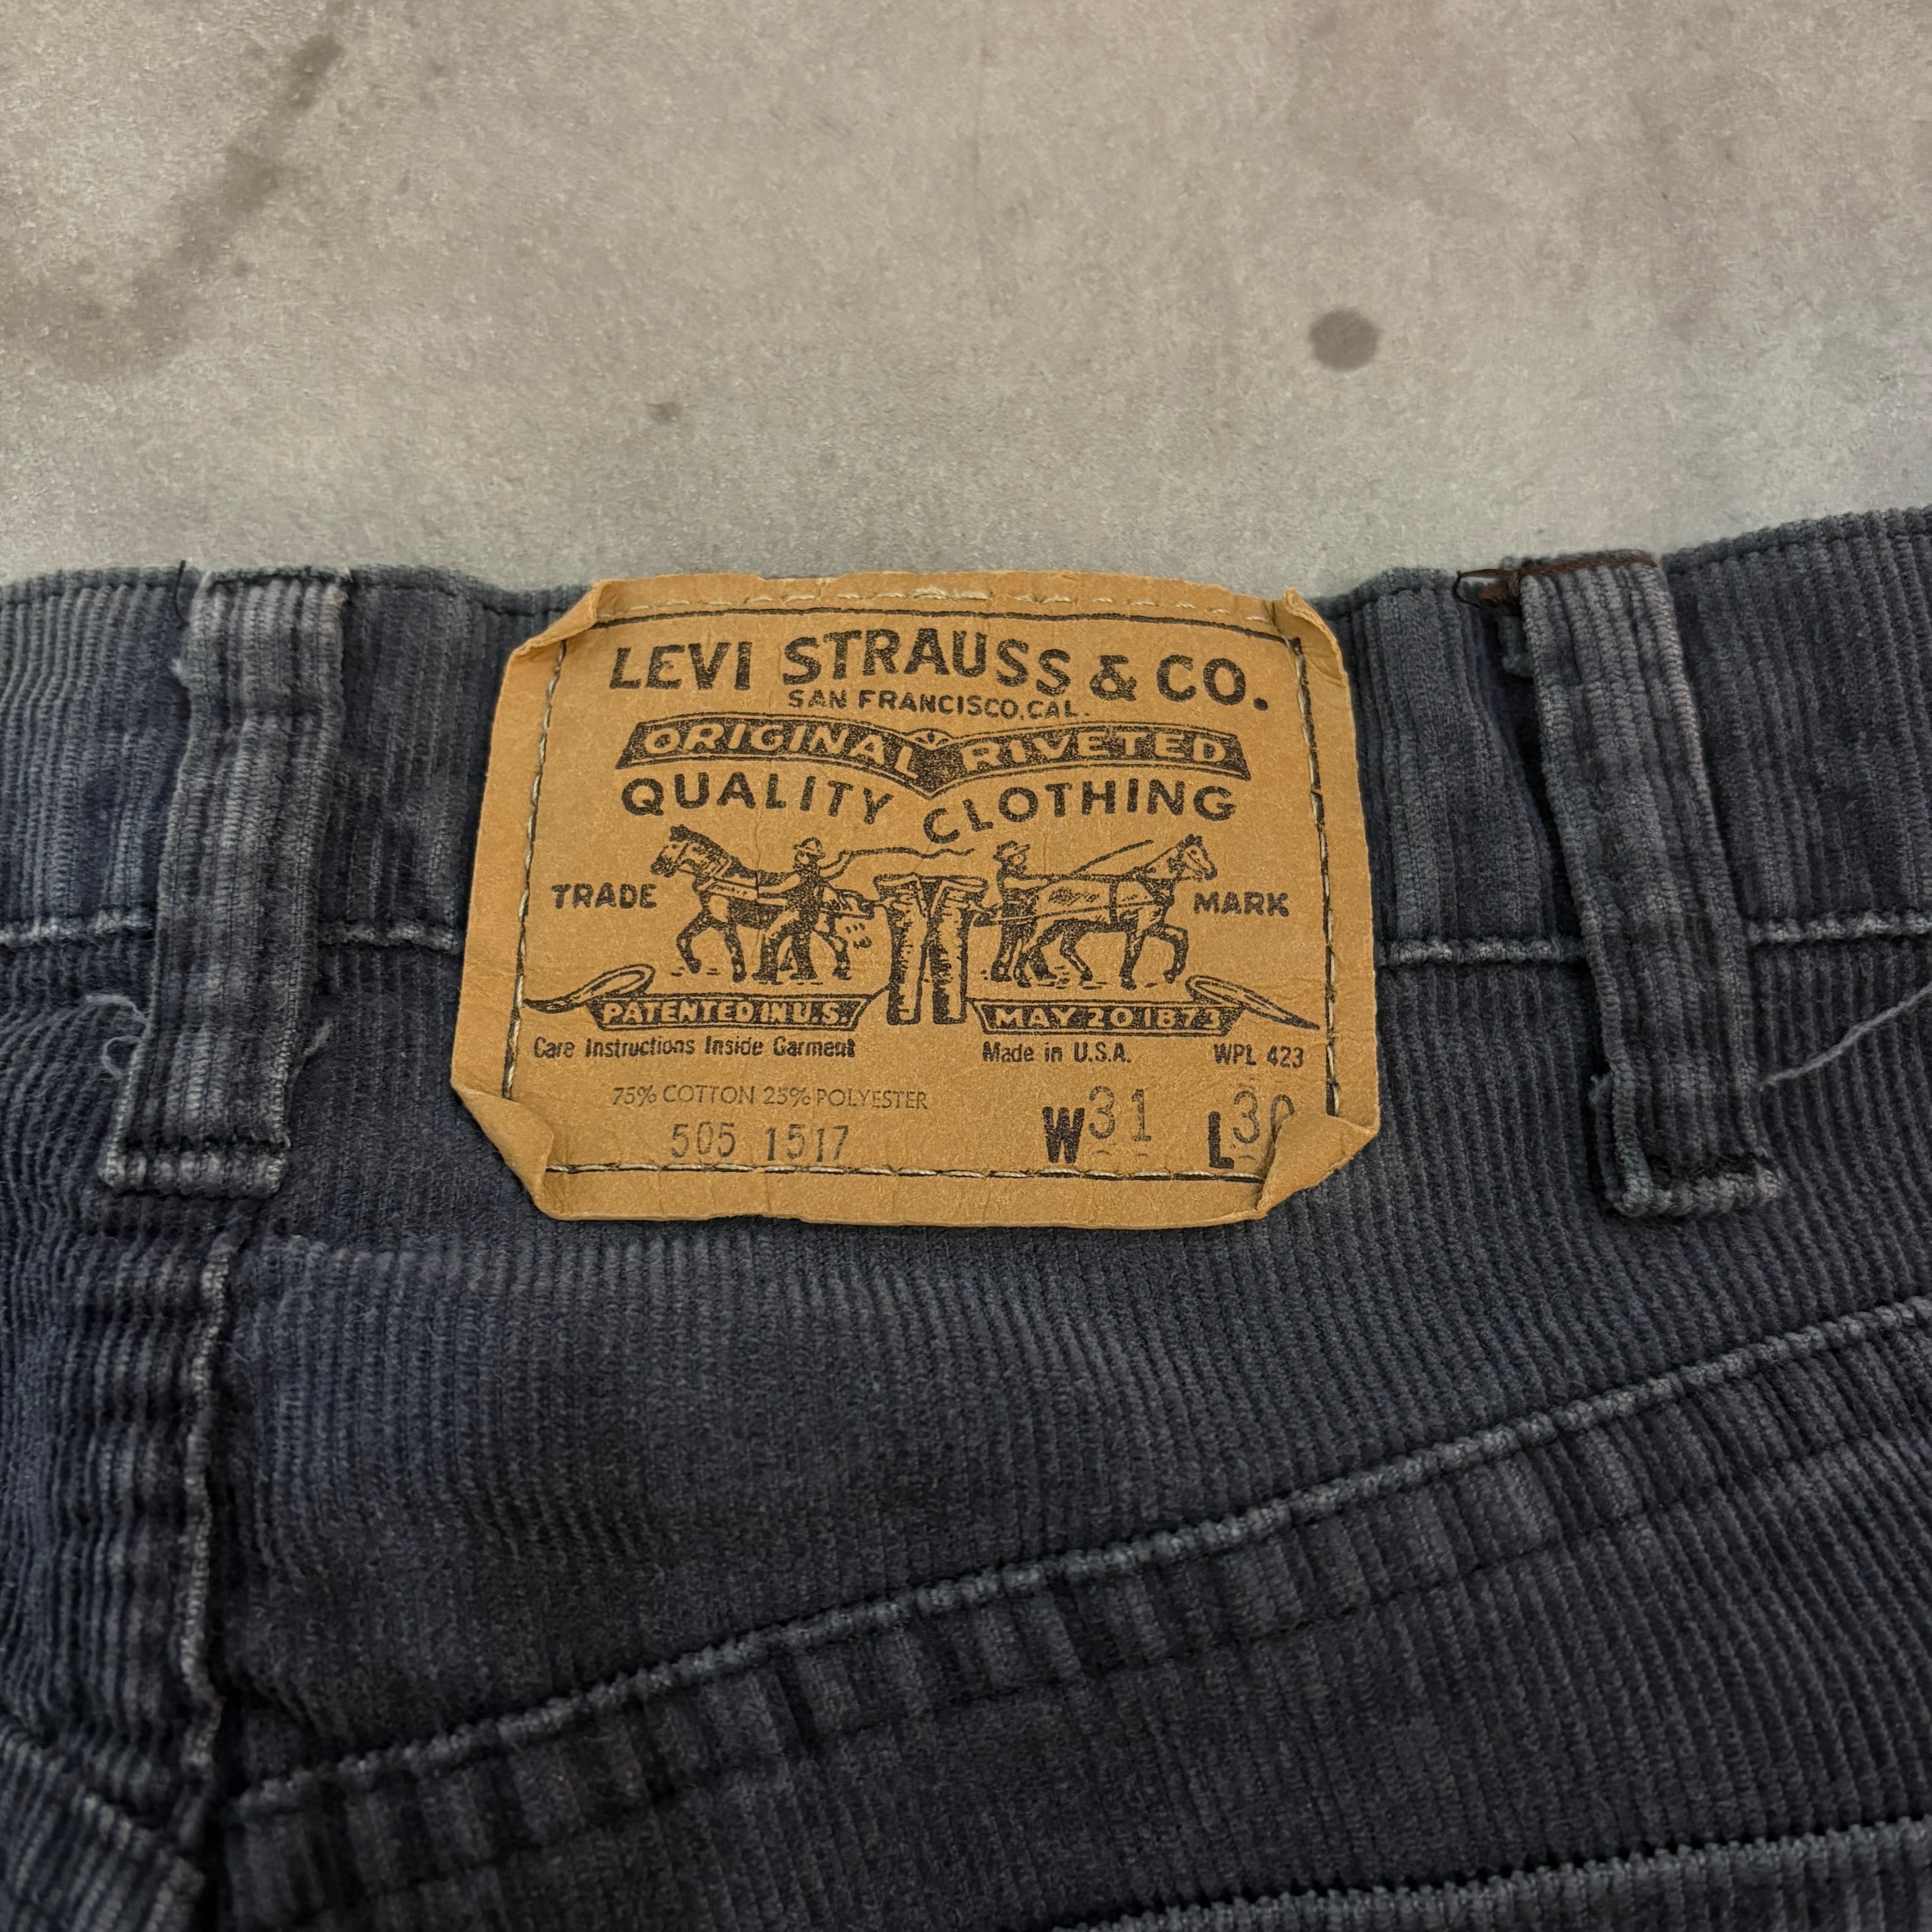 LEVI STRAUSS & CO.
SAN FRANCISCO, CAL.
ORIGINAL RIVETED
QUALITY CLOTHING
TRADE MARK
PATENTED IN U.S. MAY 20 1873
Care Instructions Inside Garment Made in U.S.A. WPL 423
75% COTTON 25% POLYESTER
505 1517 W31 L30